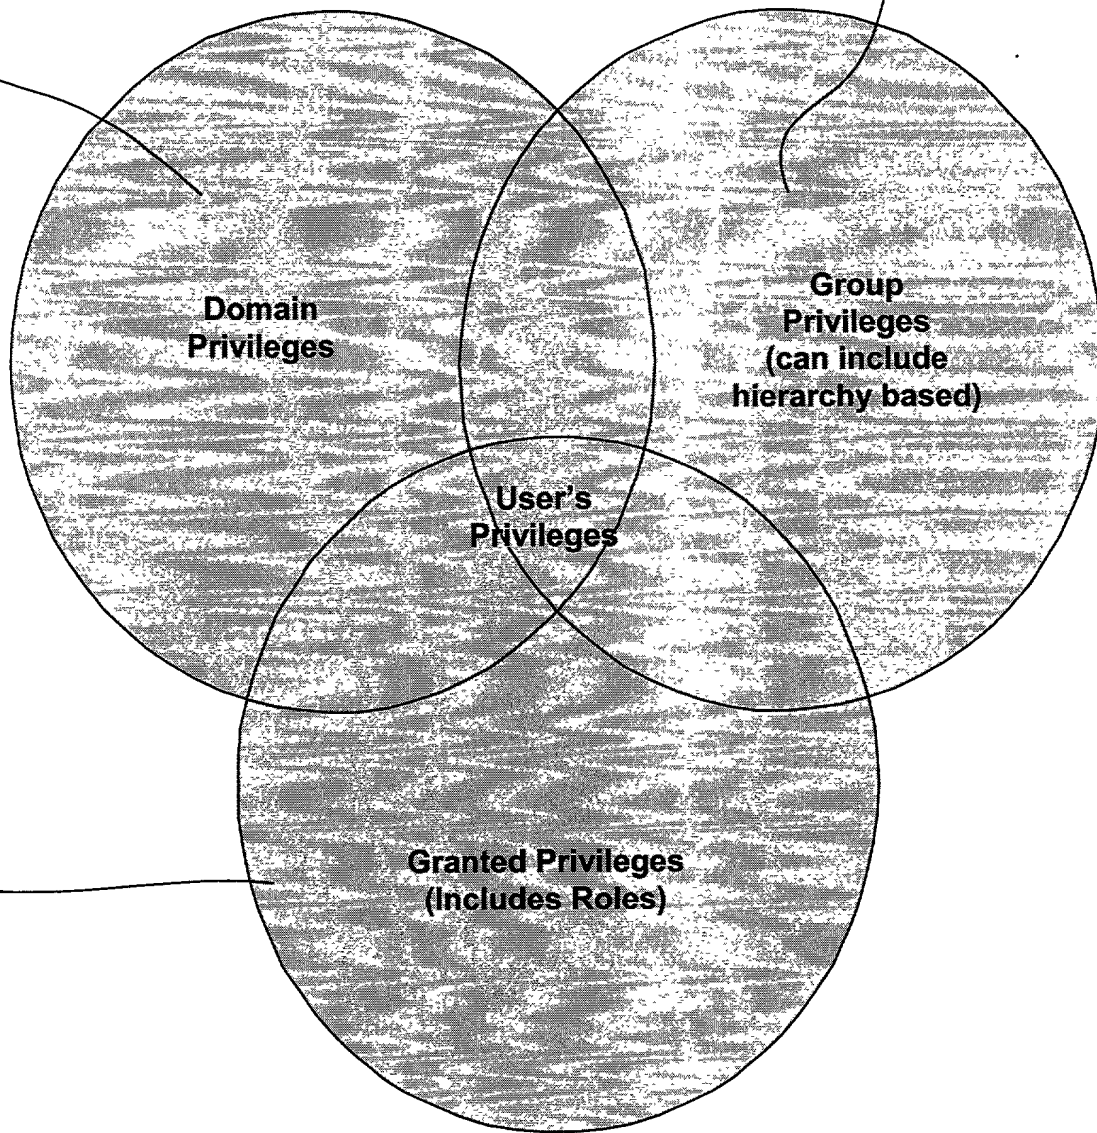 Domain
Privileges
Group
Privileges
(can include
hierarchy based)
User's
Privileges
Granted Privileges
(Includes Roles)